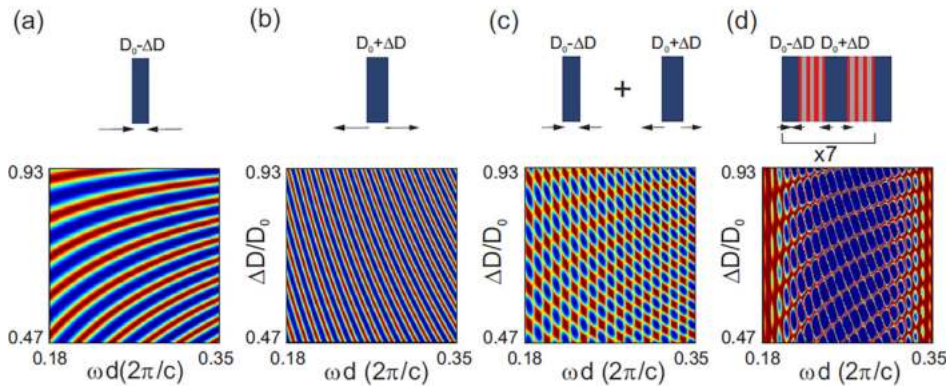 (a) (b) (c) (d)
D₀-ΔD D₀+ΔD D₀-ΔD D₀+ΔD D₀-ΔD D₀+ΔD
+
x7
0.93 0.93 0.93 0.93
ΔD/D₀ ΔD/D₀ ΔD/D₀
0.47 0.47 0.47 0.47
0.18 0.35 0.18 0.35 0.18 0.35 0.18 0.35
ωd(2π/c) ωd (2π/c) ωd (2π/c) ωd (2π/c)